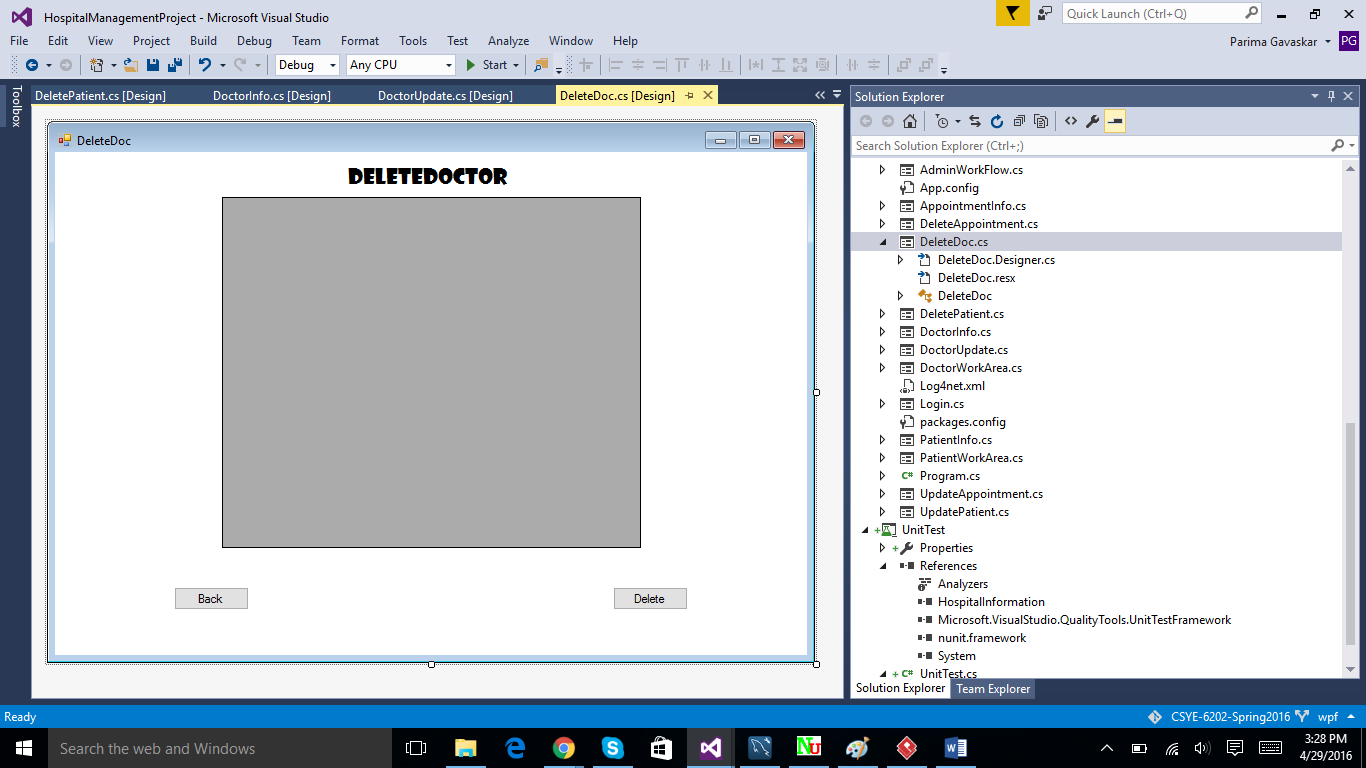 HospitalManagementProject - Microsoft Visual Studio
Quick Launch (Ctrl+Q)
File Edit View Project Build Debug Team Format Tools Test Analyze Window Help
Parima Gavaskar PG
Debug Any CPU Start
Toolbox
DeletePatient.cs [Design] DoctorInfo.cs [Design] DoctorUpdate.cs [Design] DeleteDoc.cs [Design]
DeleteDoc
DELETEDOCTOR
Back Delete
Solution Explorer
Search Solution Explorer (Ctrl+;)
AdminWorkFlow.cs
App.config
AppointmentInfo.cs
DeleteAppointment.cs
DeleteDoc.cs
DeleteDoc.Designer.cs
DeleteDoc.resx
DeleteDoc
DeletePatient.cs
DoctorInfo.cs
DoctorUpdate.cs
DoctorWorkArea.cs
Log4net.xml
Login.cs
packages.config
PatientInfo.cs
PatientWorkArea.cs
C# Program.cs
UpdateAppointment.cs
UpdatePatient.cs
UnitTest
Properties
References
Analyzers
HospitalInformation
Microsoft.VisualStudio.QualityTools.UnitTestFramework
nunit.framework
System
C# UnitTest.cs
Solution Explorer Team Explorer
Ready
CSYE-6202-Spring2016 wpf
Search the web and Windows
Nu
3:28 PM
4/29/2016